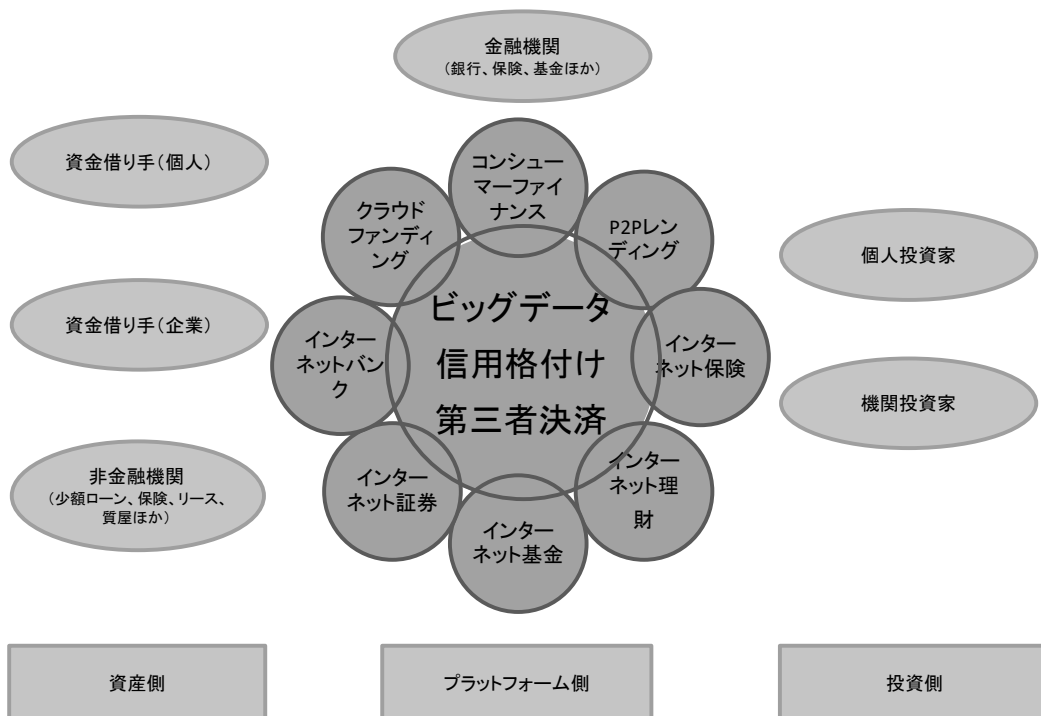 金融機関
（銀行、保険、基金ほか）
資金借り手（個人）
資金借り手（企業）
非金融機関
（少額ローン、保険、リース、
質屋ほか）
コンシュー
マーファイ
ナンス
クラウド
ファンディ
ング
P2Pレン
ディング
インター
ネットバン
ク
ビッグデータ
信用格付け
第三者決済
インター
ネット保険
インター
ネット証券
インター
ネット基金
インター
ネット理
財
個人投資家
機関投資家
資産側
プラットフォーム側
投資側